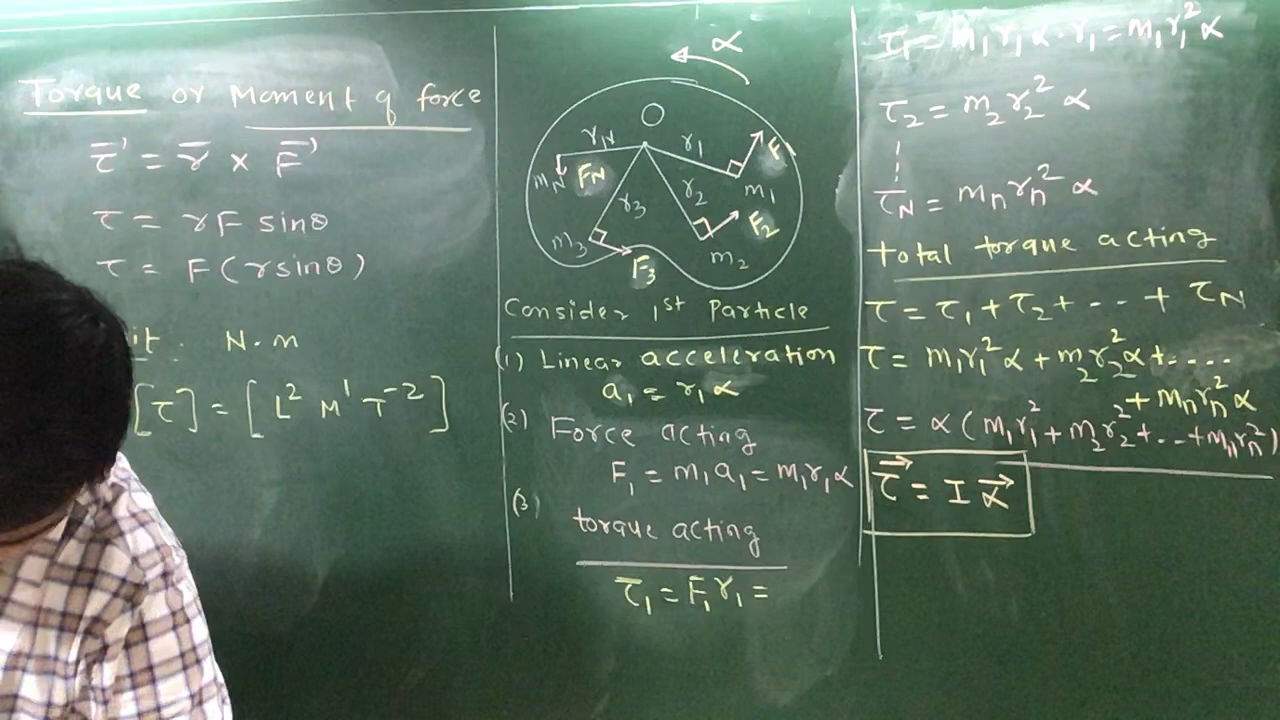 Torque or Moment of force
τ⃗ = r⃗ × F⃗
τ = rF sinθ
τ = F(r sinθ)
it. N.m
[τ] = [L² M¹ T⁻²]
α
O
r_N
r₁
F₁
m_N
F_N
m₁
r₂
r₃
F₂
m₃
m₂
F₃
Consider 1st Particle
(1) Linear acceleration
a₁ = r₁α
(2) Force acting
F₁ = m₁a₁ = m₁r₁α
(3) torque acting
τ₁ = F₁r₁ =
τ₁ = m₁r₁α·r₁ = m₁r₁²α
τ₂ = m₂r₂²α
τ_N = m_n r_n² α
total torque acting
τ = τ₁ + τ₂ + --- + τ_N
τ = m₁r₁²α + m₂r₂²α + ....
+ m_n r_n² α
τ = α(m₁r₁² + m₂r₂² + .. + m_n r_n²)
τ⃗ = I α⃗